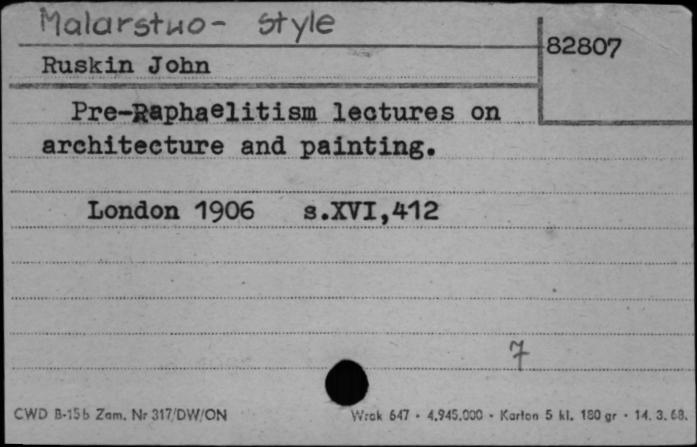 Malarstwo - style
82807
Ruskin John
Pre-Raphaelitism lectures on
architecture and painting.
London 1906 s.XVI,412
7
CWD B-15b Zam. Nr 317/DW/ON Wrak 647 · 4.945.000 · Karton 5 kl. 180 gr · 14. 3. 68.